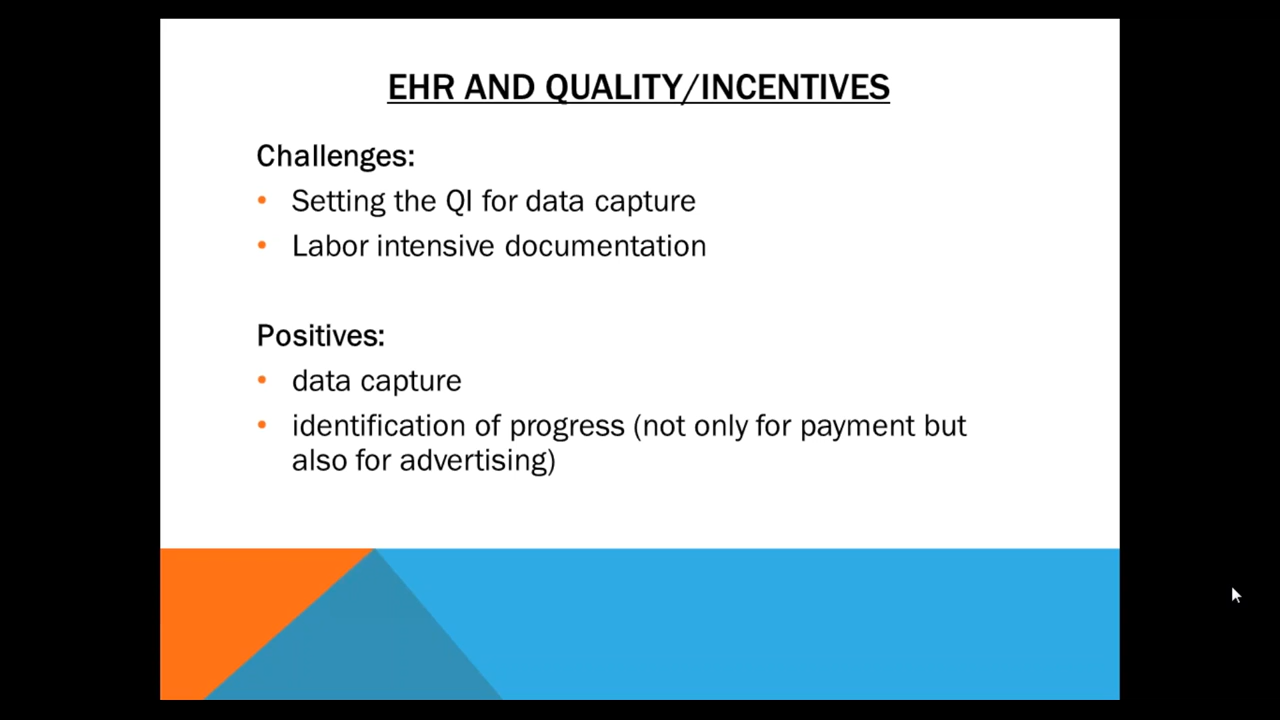 EHR AND QUALITY/INCENTIVES
Challenges:
• Setting the QI for data capture
• Labor intensive documentation
Positives:
• data capture
• identification of progress (not only for payment but
also for advertising)